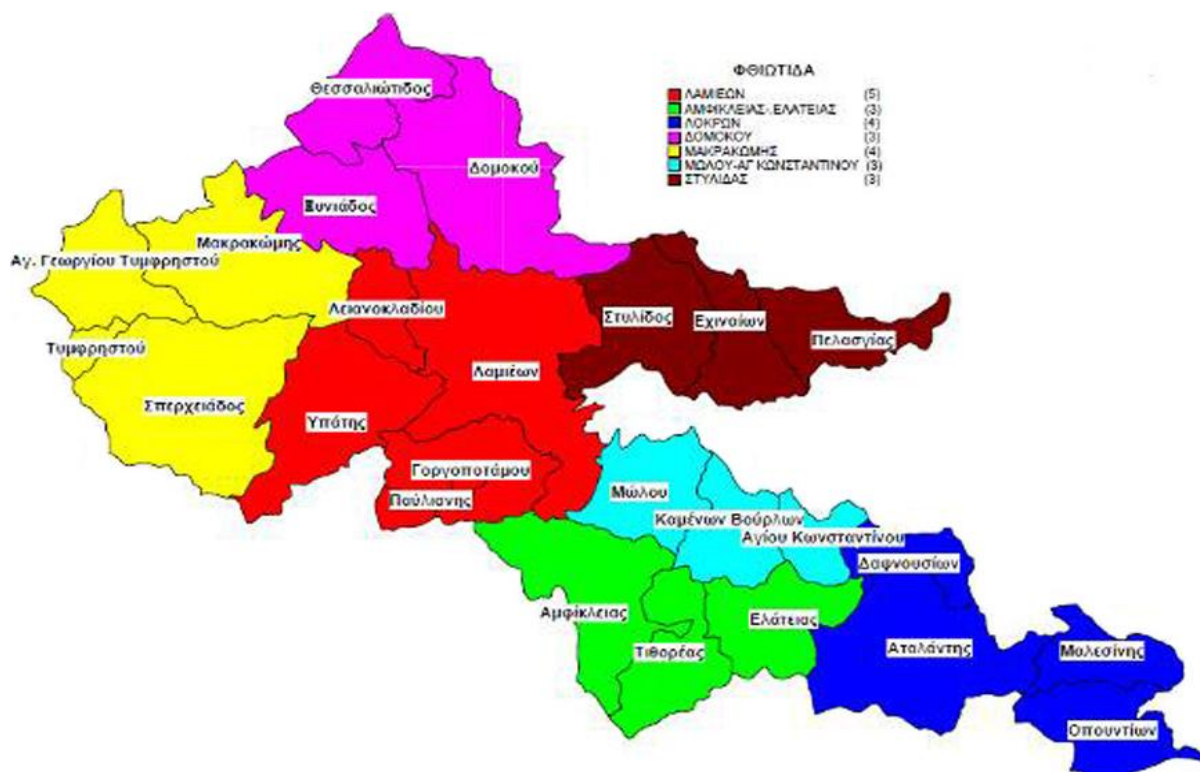 ΦΘΙΩΤΙΔΑ
ΛΑΜΙΕΩΝ (5)
ΑΜΦΙΚΛΕΙΑΣ-ΕΛΑΤΕΙΑΣ (3)
ΛΟΚΡΩΝ (4)
ΔΟΜΟΚΟΥ (3)
ΜΑΚΡΑΚΩΜΗΣ (4)
ΜΩΛΟΥ-ΑΓ ΚΩΝΣΤΑΝΤΙΝΟΥ (3)
ΣΤΥΛΙΔΑΣ (3)
Θεσσαλιώτιδος
Δομοκού
Ξυνιάδος
Μακρακώμης
Αγ. Γεωργίου Τυμφρηστού
Λειανοκλαδίου
Στυλίδος
Εχιναίων
Πελασγίας
Τυμφρηστού
Λαμιέων
Σπερχειάδος
Υπάτης
Γοργοποτάμου
Παύλιανης
Μώλου
Καμένων Βούρλων
Αγίου Κωνσταντίνου
Δαφνουσίων
Αμφίκλειας
Ελάτειας
Τιθορέας
Αταλάντης
Μαλεσίνης
Οπουντίων